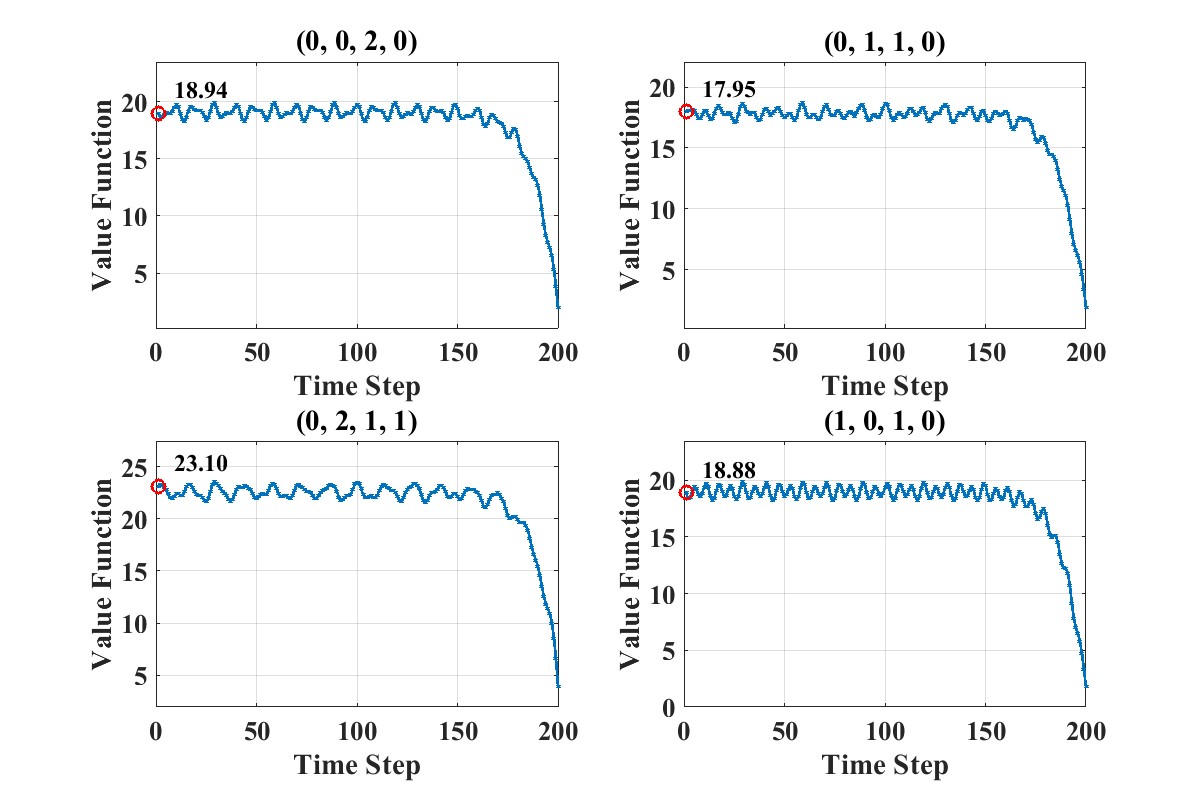 (0, 0, 2, 0)
18.94
20
15
10
5
Value Function
0 50 100 150 200
Time Step
(0, 1, 1, 0)
17.95
20
15
10
5
Value Function
0 50 100 150 200
Time Step
(0, 2, 1, 1)
23.10
25
20
15
10
5
Value Function
0 50 100 150 200
Time Step
(1, 0, 1, 0)
18.88
20
15
10
5
0
Value Function
0 50 100 150 200
Time Step